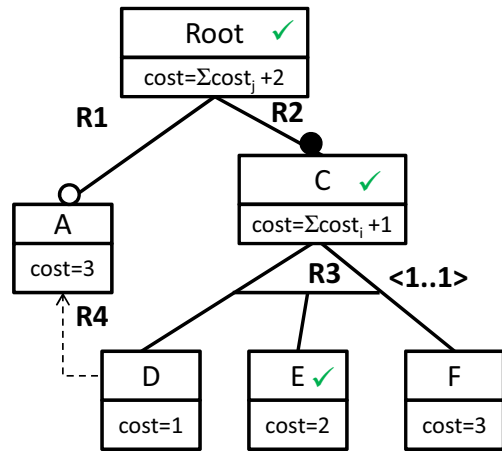 Root ✓
cost=Σcostj +2
R1
R2
C ✓
cost=Σcosti +1
A
cost=3
R3
<1..1>
R4
D
E ✓
F
cost=1
cost=2
cost=3